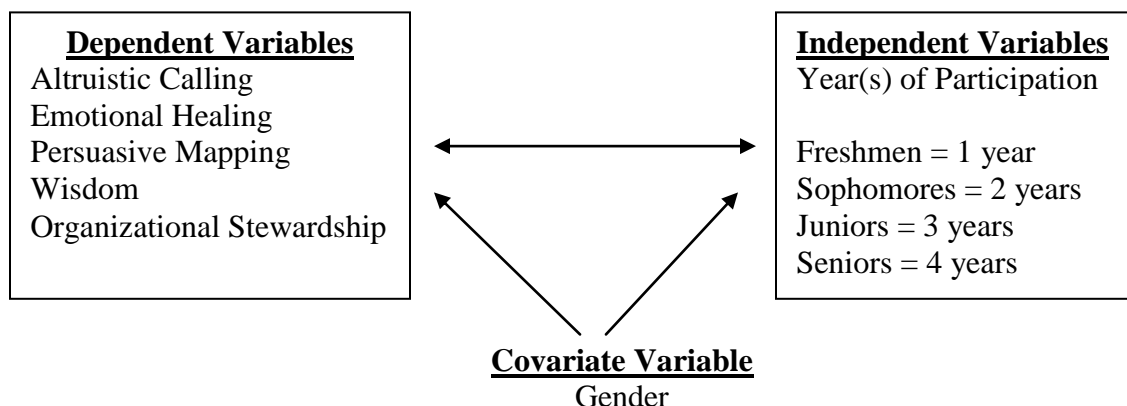 Dependent Variables
Altruistic Calling
Emotional Healing
Persuasive Mapping
Wisdom
Organizational Stewardship
Independent Variables
Year(s) of Participation
Freshmen = 1 year
Sophomores = 2 years
Juniors = 3 years
Seniors = 4 years
Covariate Variable
Gender